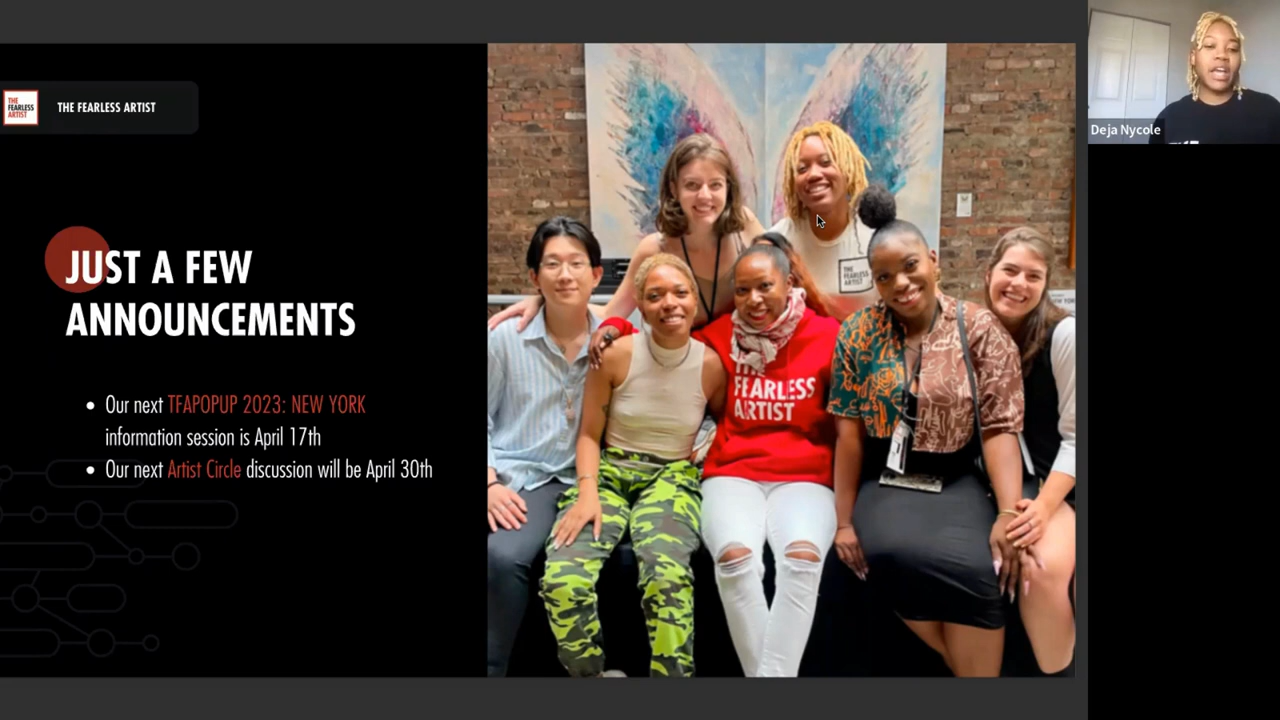 THE
FEARLESS
ARTIST
THE FEARLESS ARTIST
JUST A FEW
ANNOUNCEMENTS
Our next TFAPOPUP 2023: NEW YORK
information session is April 17th
Our next Artist Circle discussion will be April 30th
THE
FEARLESS
ARTIST
THE
FEARLESS
ARTIST
Deja Nycole